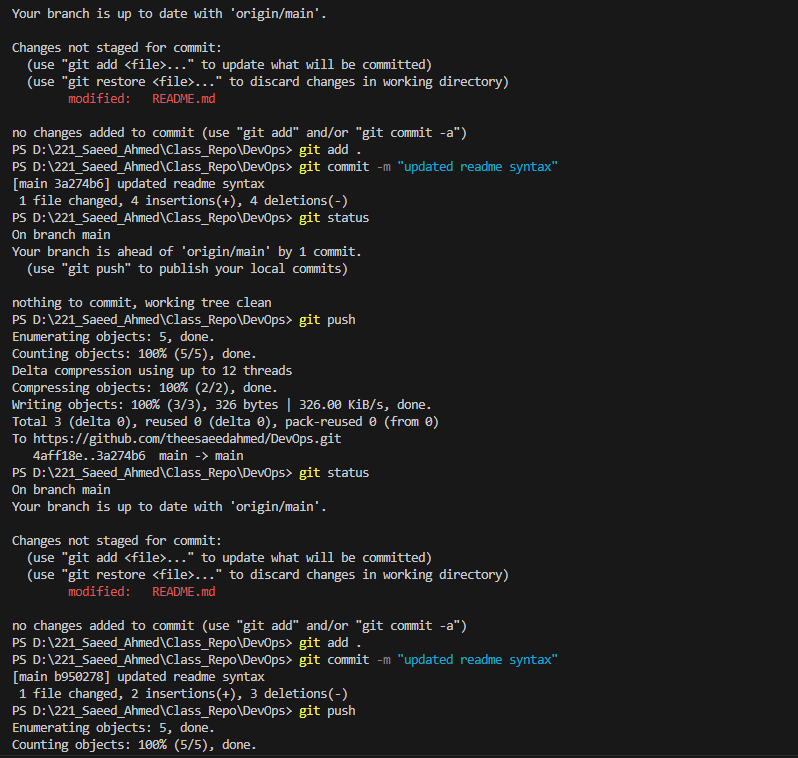 Your branch is up to date with 'origin/main'.
Changes not staged for commit:
  (use "git add <file>..." to update what will be committed)
  (use "git restore <file>..." to discard changes in working directory)
        modified:   README.md
no changes added to commit (use "git add" and/or "git commit -a")
PS D:\221_Saeed_Ahmed\Class_Repo\DevOps> git add .
PS D:\221_Saeed_Ahmed\Class_Repo\DevOps> git commit -m "updated readme syntax"
[main 3a274b6] updated readme syntax
 1 file changed, 4 insertions(+), 4 deletions(-)
PS D:\221_Saeed_Ahmed\Class_Repo\DevOps> git status
On branch main
Your branch is ahead of 'origin/main' by 1 commit.
  (use "git push" to publish your local commits)
nothing to commit, working tree clean
PS D:\221_Saeed_Ahmed\Class_Repo\DevOps> git push
Enumerating objects: 5, done.
Counting objects: 100% (5/5), done.
Delta compression using up to 12 threads
Compressing objects: 100% (2/2), done.
Writing objects: 100% (3/3), 326 bytes | 326.00 KiB/s, done.
Total 3 (delta 0), reused 0 (delta 0), pack-reused 0 (from 0)
To https://github.com/theesaeedahmed/DevOps.git
   4aff18e..3a274b6  main -> main
PS D:\221_Saeed_Ahmed\Class_Repo\DevOps> git status
On branch main
Your branch is up to date with 'origin/main'.
Changes not staged for commit:
  (use "git add <file>..." to update what will be committed)
  (use "git restore <file>..." to discard changes in working directory)
        modified:   README.md
no changes added to commit (use "git add" and/or "git commit -a")
PS D:\221_Saeed_Ahmed\Class_Repo\DevOps> git add .
PS D:\221_Saeed_Ahmed\Class_Repo\DevOps> git commit -m "updated readme syntax"
[main b950278] updated readme syntax
 1 file changed, 2 insertions(+), 3 deletions(-)
PS D:\221_Saeed_Ahmed\Class_Repo\DevOps> git push
Enumerating objects: 5, done.
Counting objects: 100% (5/5), done.